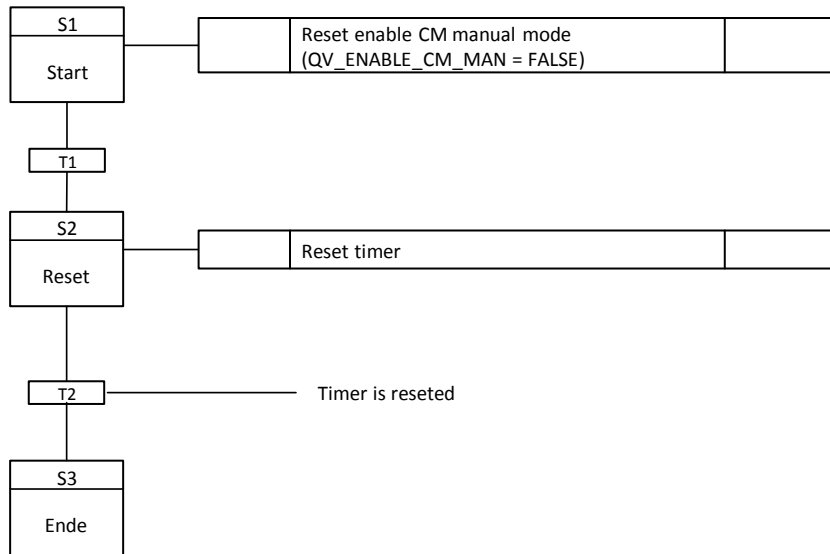 S1
Start
Reset enable CM manual mode
(QV_ENABLE_CM_MAN = FALSE)
T1
S2
Reset
Reset timer
T2
Timer is reseted
S3
Ende